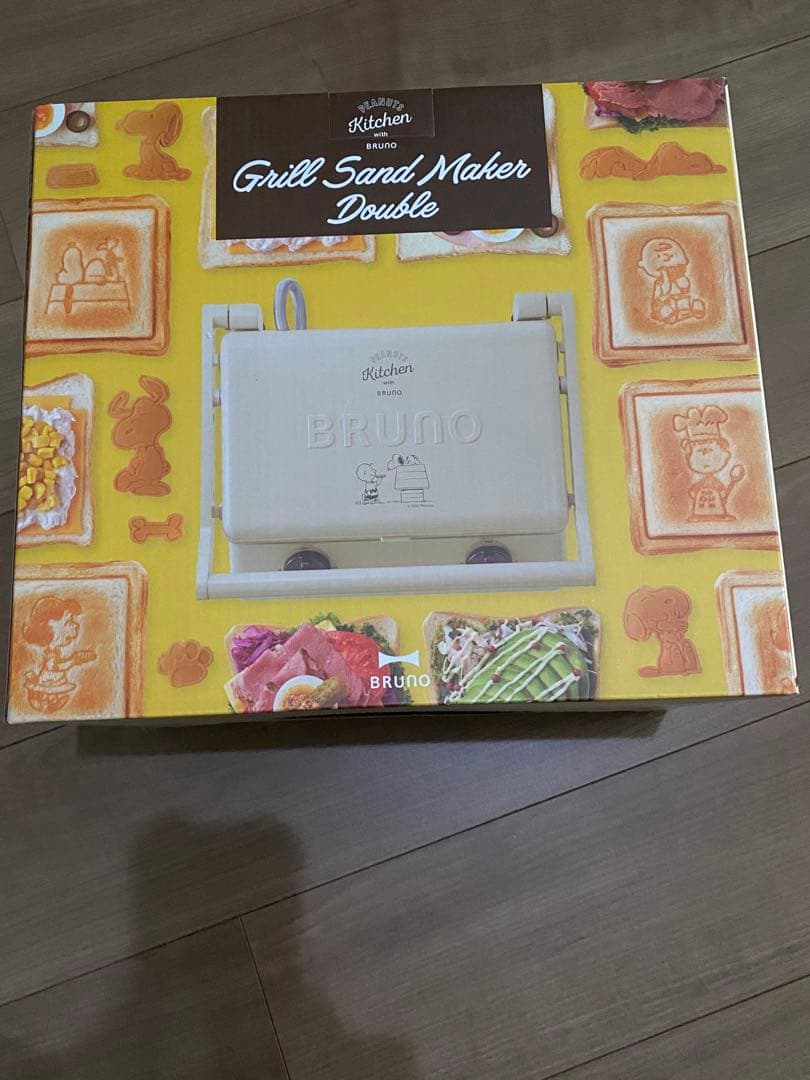 PEANUTS
Kitchen
with
BRUNO
Grill Sand Maker
Double
PEANUTS
Kitchen
with
BRUNO
BRUNO
BRUNO